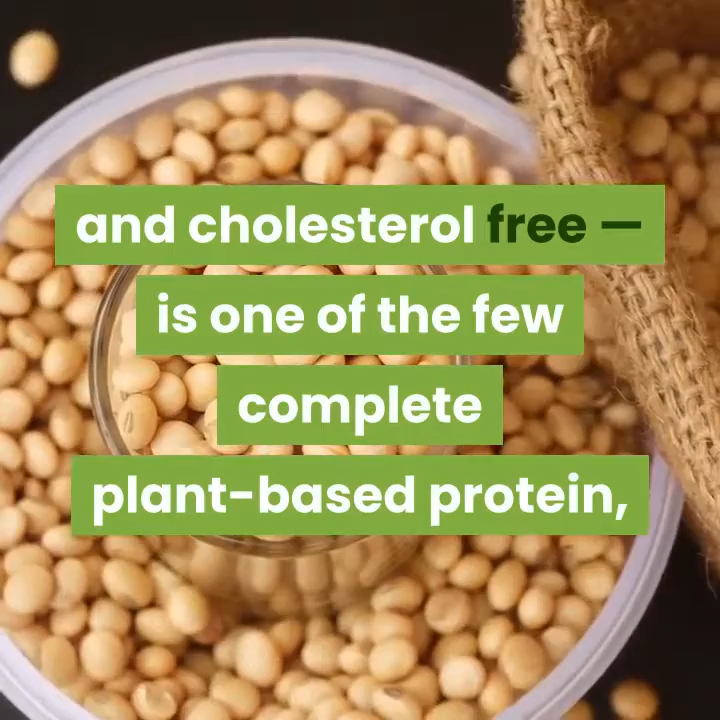 and cholesterol free —
is one of the few
complete
plant-based protein,